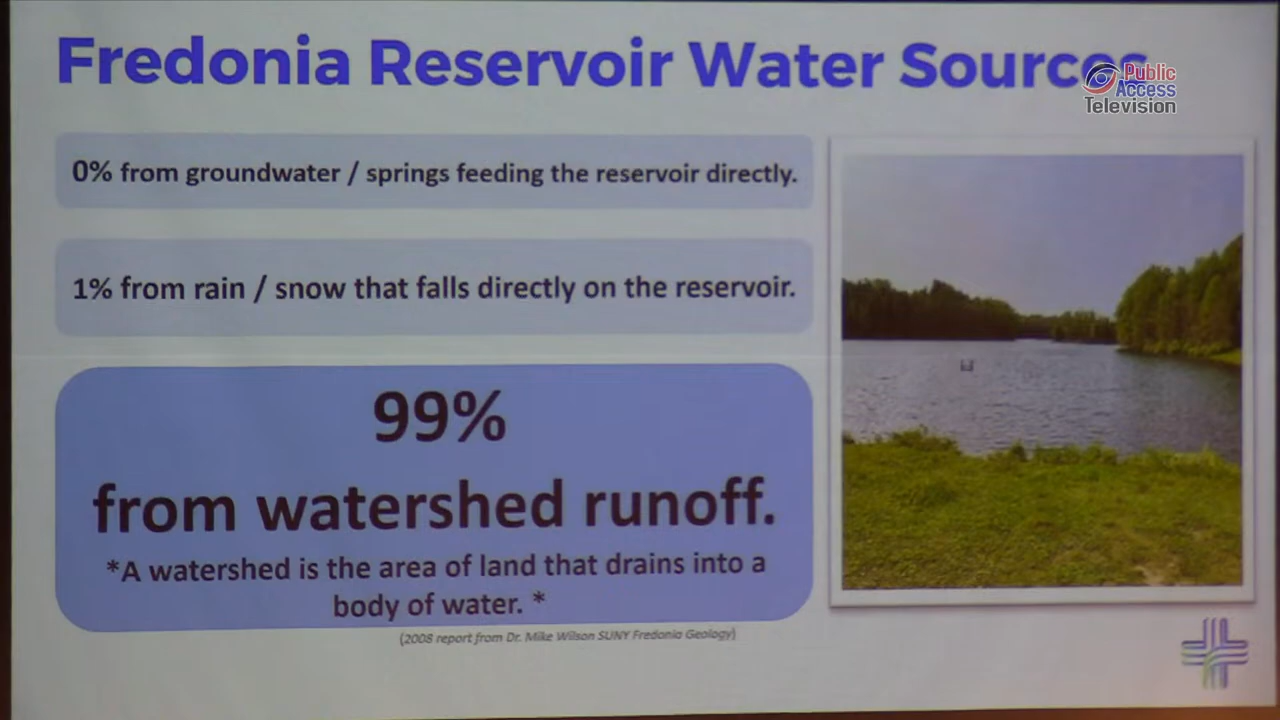 Fredonia Reservoir Water Sources
Public
Access
Television
0% from groundwater / springs feeding the reservoir directly.
1% from rain / snow that falls directly on the reservoir.
99%
from watershed runoff.
*A watershed is the area of land that drains into a
body of water. *
(2008 report from Dr. Mike Wilson SUNY Fredonia Geology)